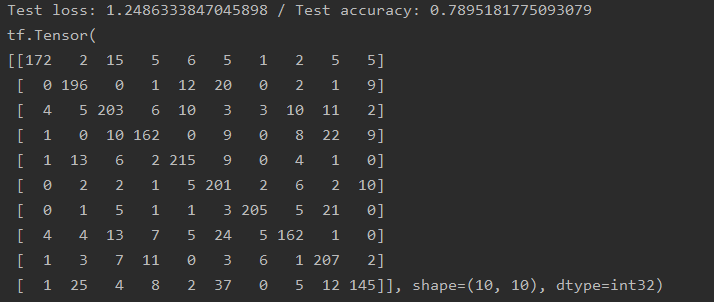 Test loss: 1.2486333847045898 / Test accuracy: 0.7895181775093079
tf.Tensor(
[[172 2 15 5 6 5 1 2 5 5]
[ 0 196 0 1 12 20 0 2 1 9]
[ 4 5 203 6 10 3 3 10 11 2]
[ 1 0 10 162 0 9 0 8 22 9]
[ 1 13 6 2 215 9 0 4 1 0]
[ 0 2 2 1 5 201 2 6 2 10]
[ 0 1 5 1 1 3 205 5 21 0]
[ 4 4 13 7 5 24 5 162 1 0]
[ 1 3 7 11 0 3 6 1 207 2]
[ 1 25 4 8 2 37 0 5 12 145]], shape=(10, 10), dtype=int32)